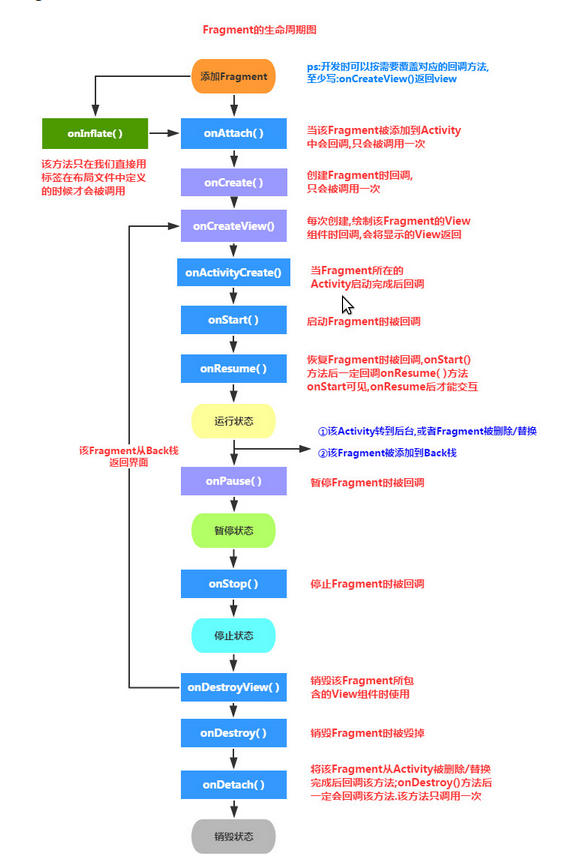 Fragment的生命周期图
添加Fragment
ps:开发时可以按需要覆盖对应的回调方法,
至少写:onCreateView()返回view
onInflate( )
onAttach( )
当该Fragment被添加到Activity
中会回调,只会被调用一次
该方法只在我们直接用
标签在布局文件中定义
的时候才会被调用
onCreate( )
创建Fragment时回调,
只会被调用一次
onCreateView()
每次创建,绘制该Fragment的View
组件时回调,会将显示的View返回
onActivityCreate()
当Fragment所在的
Activity启动完成后回调
onStart( )
启动Fragment时被回调
onResume( )
恢复Fragment时被回调,onStart()
方法后一定回调onResume( )方法
onStart可见,onResume后才能交互
运行状态
①该Activity转到后台,或者Fragment被删除/替换
②该Fragment被添加到Back栈
该Fragment从Back栈
返回界面
onPause( )
暂停Fragment时被回调
暂停状态
onStop( )
停止Fragment时被回调
停止状态
onDestroyView( )
销毁该Fragment所包
含的View组件时使用
onDestroy( )
销毁Fragment时被毁掉
onDetach( )
将该Fragment从Activity被删除/替换
完成后回调该方法;onDestroy()方法后
一定会回调该方法.该方法只调用一次
销毁状态